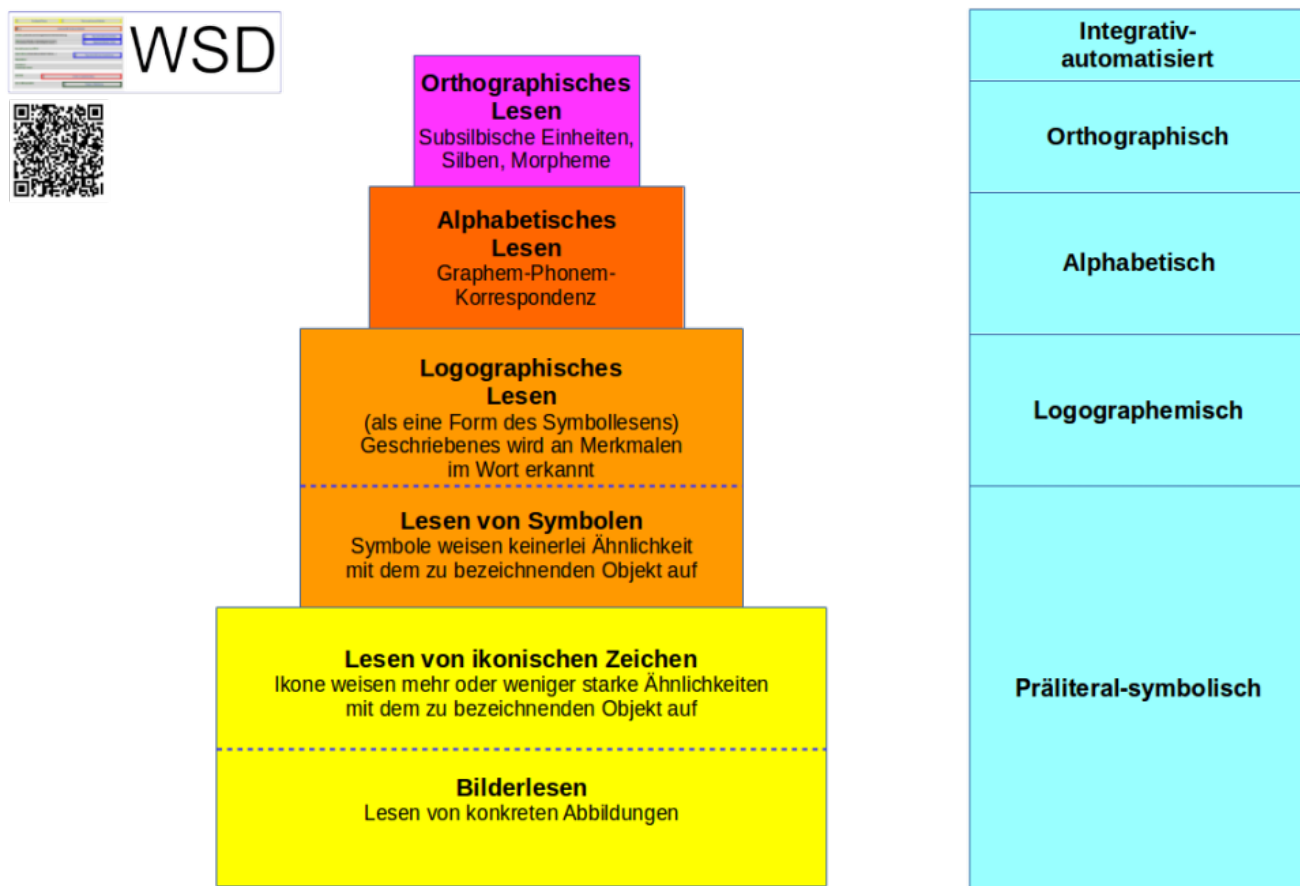 WSD
Orthographisches
Lesen
Subsilbische Einheiten,
Silben, Morpheme
Alphabetisches
Lesen
Graphem-Phonem-
Korrespondenz
Logographisches
Lesen
(als eine Form des Symbollesens)
Geschriebenes wird an Merkmalen
im Wort erkannt
Lesen von Symbolen
Symbole weisen keinerlei Ähnlichkeit
mit dem zu bezeichnenden Objekt auf
Lesen von ikonischen Zeichen
Ikone weisen mehr oder weniger starke Ähnlichkeiten
mit dem zu bezeichnenden Objekt auf
Bilderlesen
Lesen von konkreten Abbildungen
Integrativ-
automatisiert
Orthographisch
Alphabetisch
Logographemisch
Präliteral-symbolisch